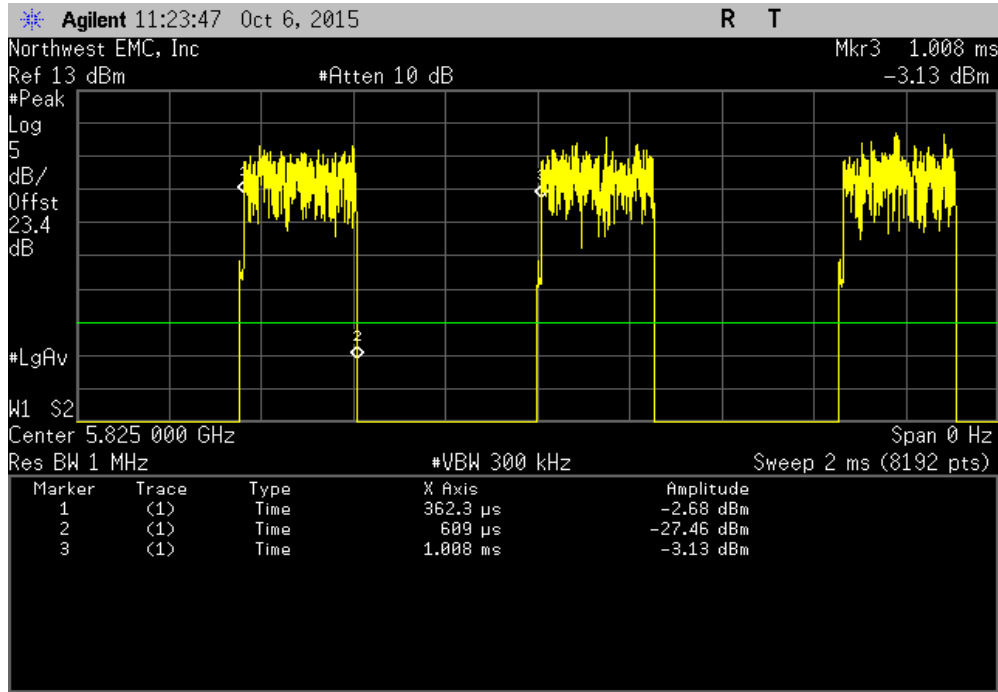 Agilent 11:23:47 Oct 6, 2015 R T
Northwest EMC, Inc Mkr3 1.008 ms
Ref 13 dBm #Atten 10 dB -3.13 dBm
#Peak
Log
5
dB/
Offst
23.4
dB
1
3
2
#LgAv
W1 S2
Center 5.825 000 GHz Span 0 Hz
Res BW 1 MHz #VBW 300 kHz Sweep 2 ms (8192 pts)
Marker Trace Type X Axis Amplitude
1 (1) Time 362.3 µs -2.68 dBm
2 (1) Time 609 µs -27.46 dBm
3 (1) Time 1.008 ms -3.13 dBm